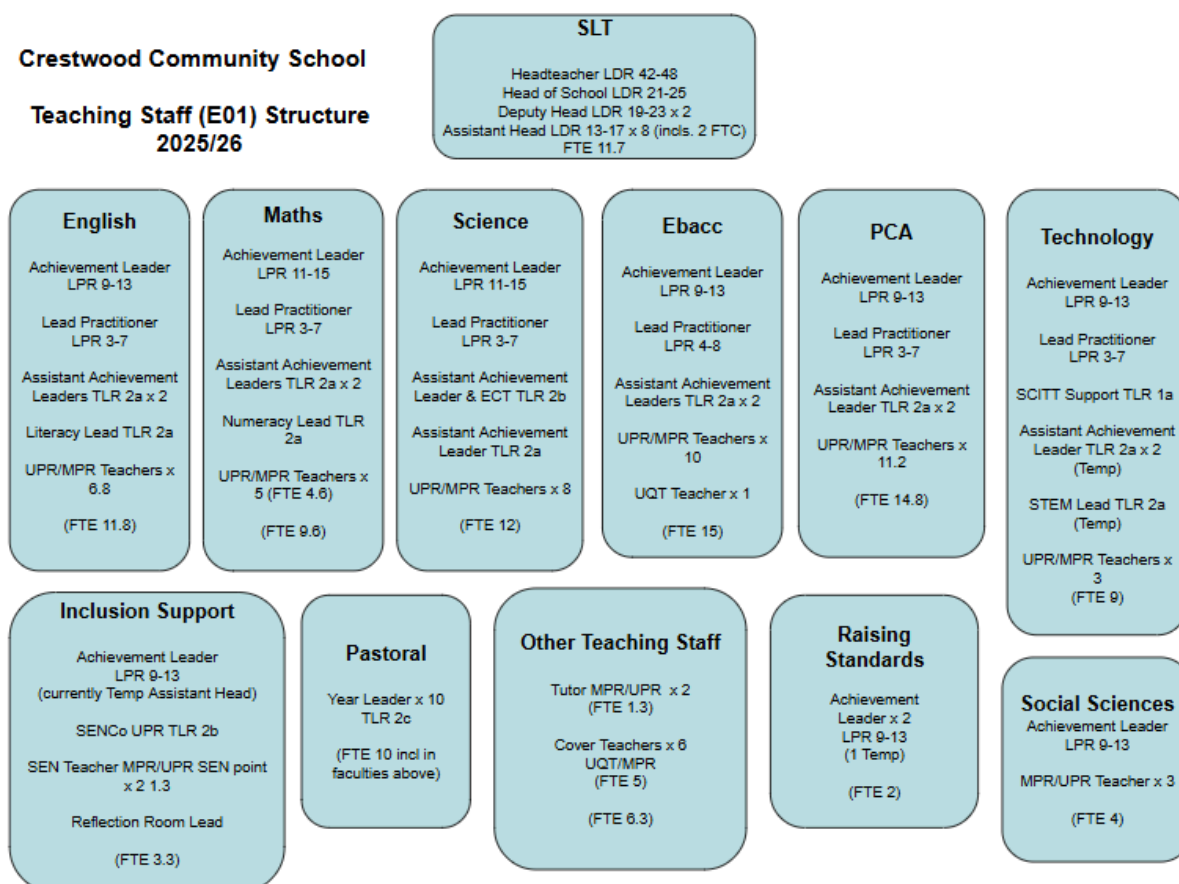 Crestwood Community School
Teaching Staff (E01) Structure
2025/26
SLT
Headteacher LDR 42-48
Head of School LDR 21-25
Deputy Head LDR 19-23 x 2
Assistant Head LDR 13-17 x 8 (incls. 2 FTC)
FTE 11.7
English
Achievement Leader
LPR 9-13
Lead Practitioner
LPR 3-7
Assistant Achievement
Leaders TLR 2a x 2
Literacy Lead TLR 2a
UPR/MPR Teachers x
6.8
(FTE 11.8)
Maths
Achievement Leader
LPR 11-15
Lead Practitioner
LPR 3-7
Assistant Achievement
Leaders TLR 2a x 2
Numeracy Lead TLR
2a
UPR/MPR Teachers x
5 (FTE 4.6)
(FTE 9.6)
Science
Achievement Leader
LPR 11-15
Lead Practitioner
LPR 3-7
Assistant Achievement
Leader & ECT TLR 2b
Assistant Achievement
Leader TLR 2a
UPR/MPR Teachers x 8
(FTE 12)
Ebacc
Achievement Leader
LPR 9-13
Lead Practitioner
LPR 4-8
Assistant Achievement
Leaders TLR 2a x 2
UPR/MPR Teachers x
10
UQT Teacher x 1
(FTE 15)
PCA
Achievement Leader
LPR 9-13
Lead Practitioner
LPR 3-7
Assistant Achievement
Leader TLR 2a x 2
UPR/MPR Teachers x
11.2
(FTE 14.8)
Technology
Achievement Leader
LPR 9-13
Lead Practitioner
LPR 3-7
SCITT Support TLR 1a
Assistant Achievement
Leader TLR 2a x 2
(Temp)
STEM Lead TLR 2a
(Temp)
UPR/MPR Teachers x
3
(FTE 9)
Inclusion Support
Achievement Leader
LPR 9-13
(currently Temp Assistant Head)
SENCo UPR TLR 2b
SEN Teacher MPR/UPR SEN point
x 2 1.3
Reflection Room Lead
(FTE 3.3)
Pastoral
Year Leader x 10
TLR 2c
(FTE 10 incl in
faculties above)
Other Teaching Staff
Tutor MPR/UPR x 2
(FTE 1.3)
Cover Teachers x 6
UQT/MPR
(FTE 5)
(FTE 6.3)
Raising
Standards
Achievement
Leader x 2
LPR 9-13
(1 Temp)
(FTE 2)
Social Sciences
Achievement Leader
LPR 9-13
MPR/UPR Teacher x 3
(FTE 4)